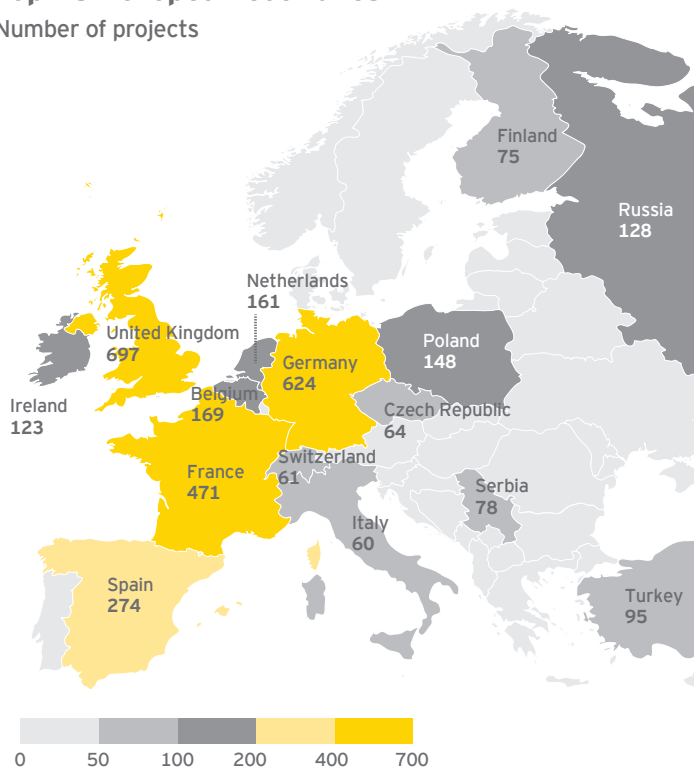 Number of projects
Finland
75
Russia
128
Netherlands
161
United Kingdom
697
Germany
624
Poland
148
Belgium
169
Ireland
123
Czech Republic
64
Switzerland
61
France
471
Serbia
78
Italy
60
Spain
274
Turkey
95
0 50 100 200 400 700